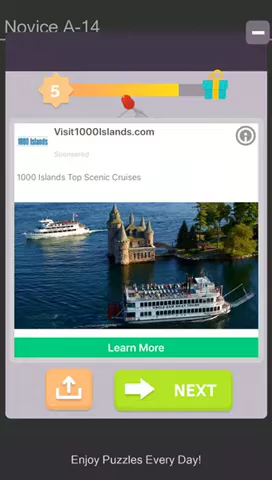 Novice A-14
5
Visit1000Islands.com
1000 Islands
Sponsored
1000 Islands Top Scenic Cruises
Learn More
NEXT
Enjoy Puzzles Every Day!